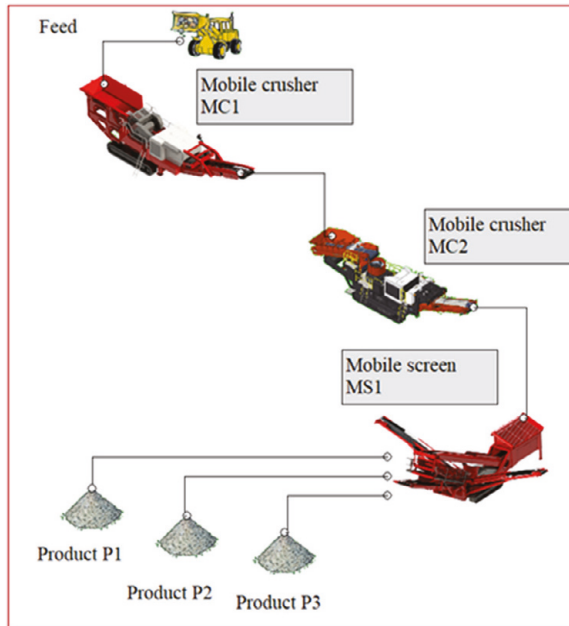 Feed
Mobile crusher
MC1
Mobile crusher
MC2
Mobile screen
MS1
Product P1
Product P2
Product P3